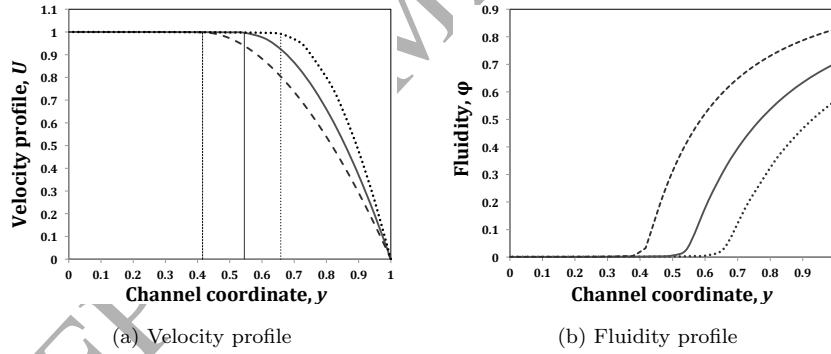 1.1
1
0.9
0.8
0.7
0.6
0.5
0.4
0.3
0.2
0.1
0
Velocity profile, U
0 0.1 0.2 0.3 0.4 0.5 0.6 0.7 0.8 0.9 1
Channel coordinate, y
(a) Velocity profile
0.9
0.8
0.7
0.6
0.5
0.4
0.3
0.2
0.1
0
Fluidity, φ
0 0.1 0.2 0.3 0.4 0.5 0.6 0.7 0.8 0.9
Channel coordinate, y
(b) Fluidity profile